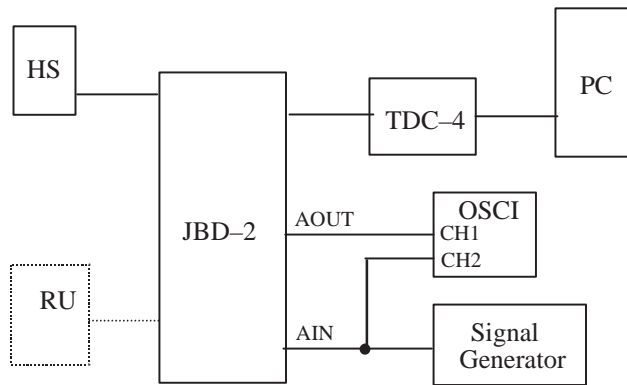 HS
PC
TDC–4
JBD–2
AOUT
OSCI
CH1
CH2
RU
AIN
Signal
Generator